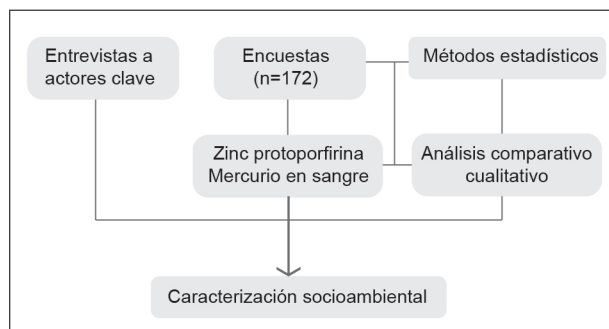 Entrevistas a
actores clave
Encuestas
(n=172)
Métodos estadísticos
Zinc protoporfirina
Mercurio en sangre
Análisis comparativo
cualitativo
Caracterización socioambiental